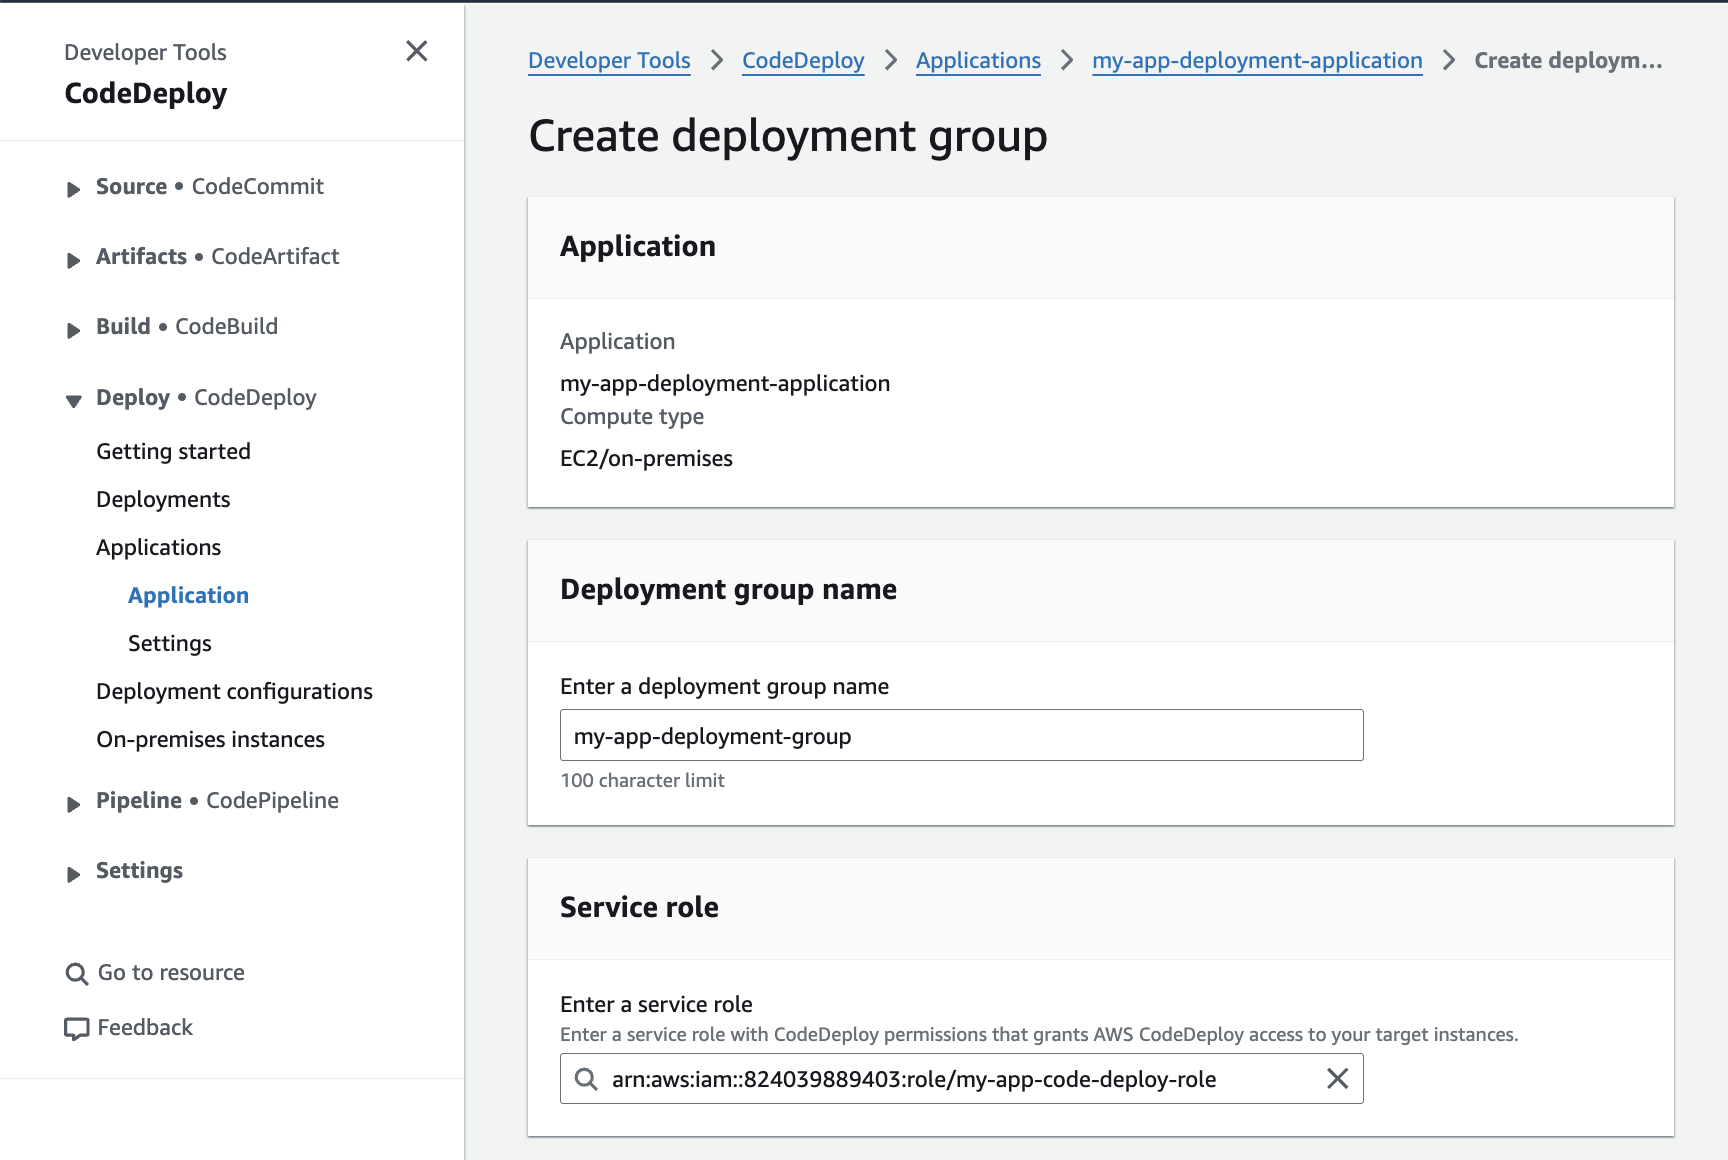 Developer Tools
CodeDeploy
Source • CodeCommit
Artifacts • CodeArtifact
Build • CodeBuild
Deploy • CodeDeploy
Getting started
Deployments
Applications
Application
Settings
Deployment configurations
On-premises instances
Pipeline • CodePipeline
Settings
Go to resource
Feedback
Developer Tools > CodeDeploy > Applications > my-app-deployment-application > Create deploym...
Create deployment group
Application
Application
my-app-deployment-application
Compute type
EC2/on-premises
Deployment group name
Enter a deployment group name
my-app-deployment-group
100 character limit
Service role
Enter a service role
Enter a service role with CodeDeploy permissions that grants AWS CodeDeploy access to your target instances.
arn:aws:iam::824039889403:role/my-app-code-deploy-role